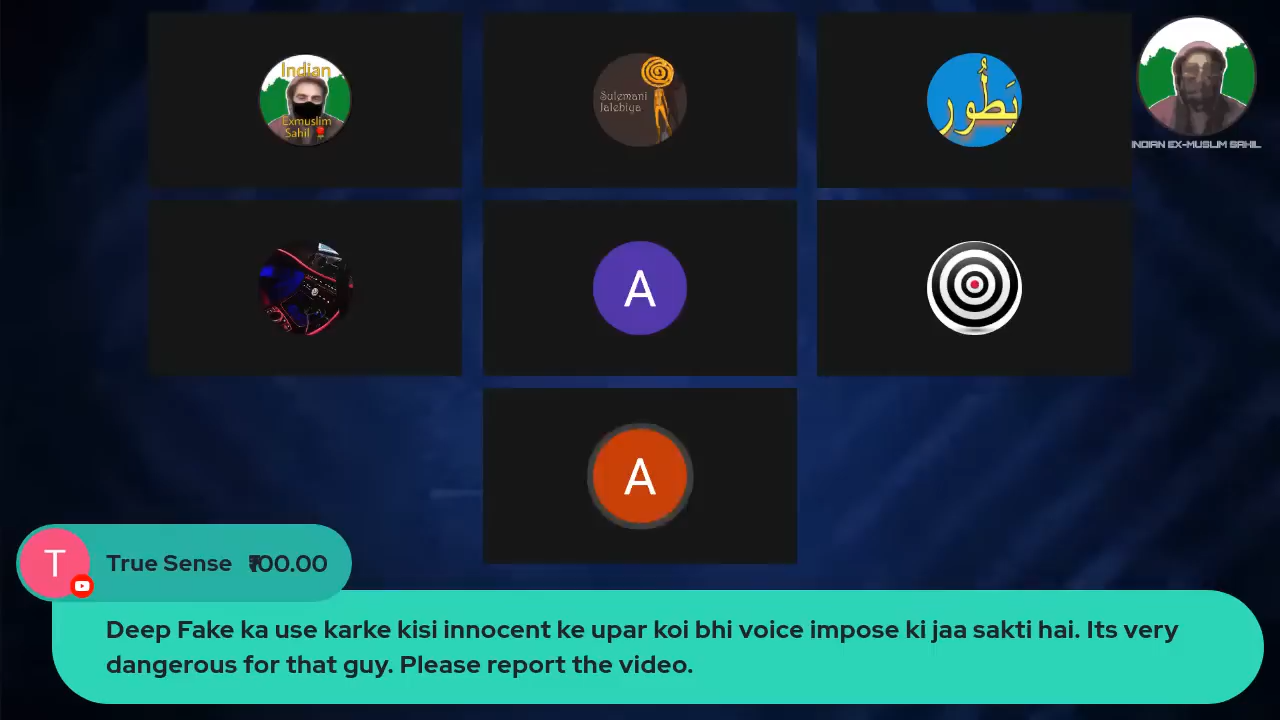 Indian
Exmuslim
Sahil
Sulemani
Jalebiya
بَطُور
INDIAN EX-MUSLIM SAHIL
A
A
T
True Sense ₹100.00
Deep Fake ka use karke kisi innocent ke upar koi bhi voice impose ki jaa sakti hai. Its very
dangerous for that guy. Please report the video.